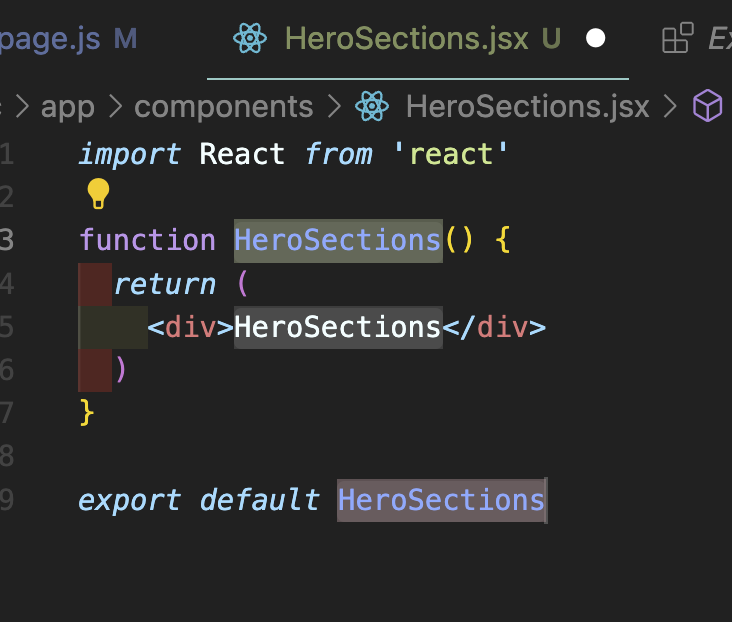 page.js M HeroSections.jsx U
app > components > HeroSections.jsx >
1 import React from 'react'
2
3 function HeroSections() {
4 return (
5 <div>HeroSections</div>
6 )
7 }
8
9 export default HeroSections